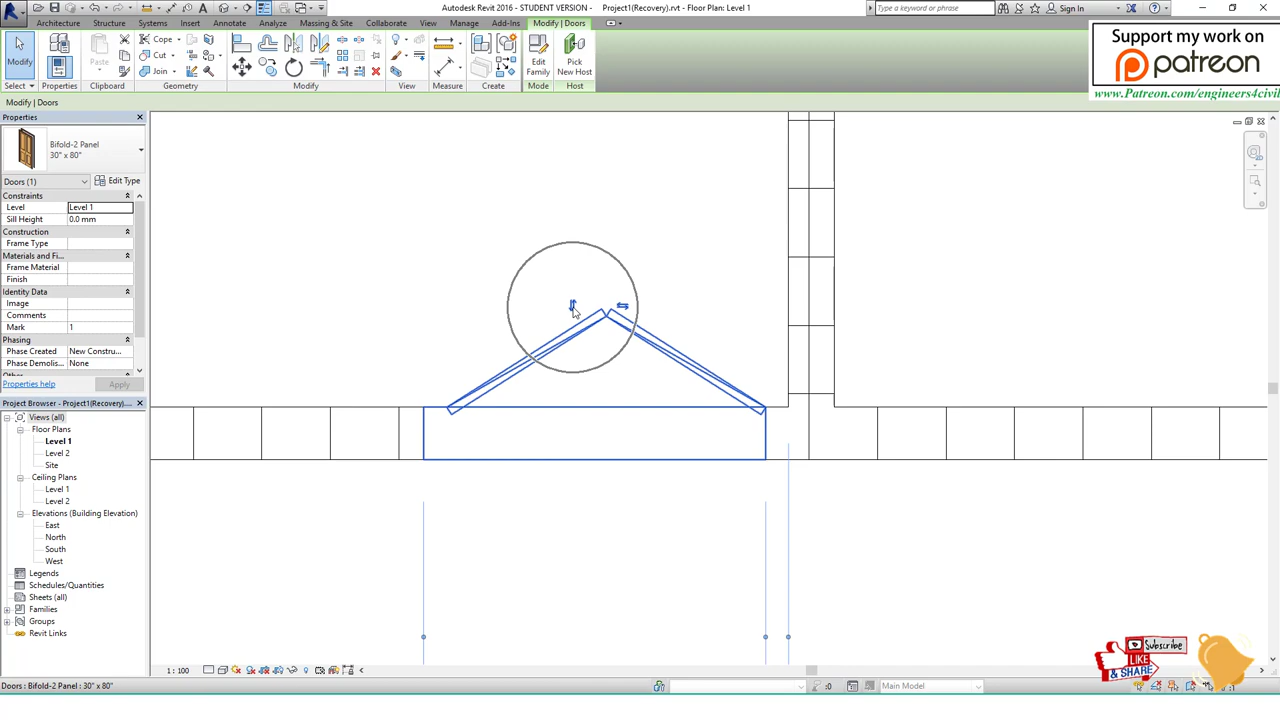 Autodesk Revit 2016 - STUDENT VERSION - Project1(Recovery).rvt - Floor Plan: Level 1
Type a keyword or phrase
Sign In
Architecture Structure Systems Insert Annotate Analyze Massing & Site Collaborate View Manage Add-Ins Modify | Doors
Modify
Paste
Cope
Cut
Join
Edit Family
Pick New Host
Select Properties Clipboard Geometry Modify View Measure Create Mode Host
Support my work on
patreon
www.Patreon.com/engineers4civil
Modify | Doors
Properties
Bifold-2 Panel
30" x 80"
Doors (1)
Edit Type
Constraints
Level Level 1
Sill Height 0.0 mm
Construction
Frame Type
Materials and Fi...
Frame Material
Finish
Identity Data
Image
Comments
Mark 1
Phasing
Phase Created New Constru...
Phase Demolis... None
Other
Properties help
Apply
Project Browser - Project1(Recovery)....
Views (all)
Floor Plans
Level 1
Level 2
Site
Ceiling Plans
Level 1
Level 2
Elevations (Building Elevation)
East
North
South
West
Legends
Schedules/Quantities
Sheets (all)
Families
Groups
Revit Links
1 : 100
Subscribe
LIKE
& SHARE
Doors : Bifold-2 Panel : 30" x 80"
:0
Main Model
:1